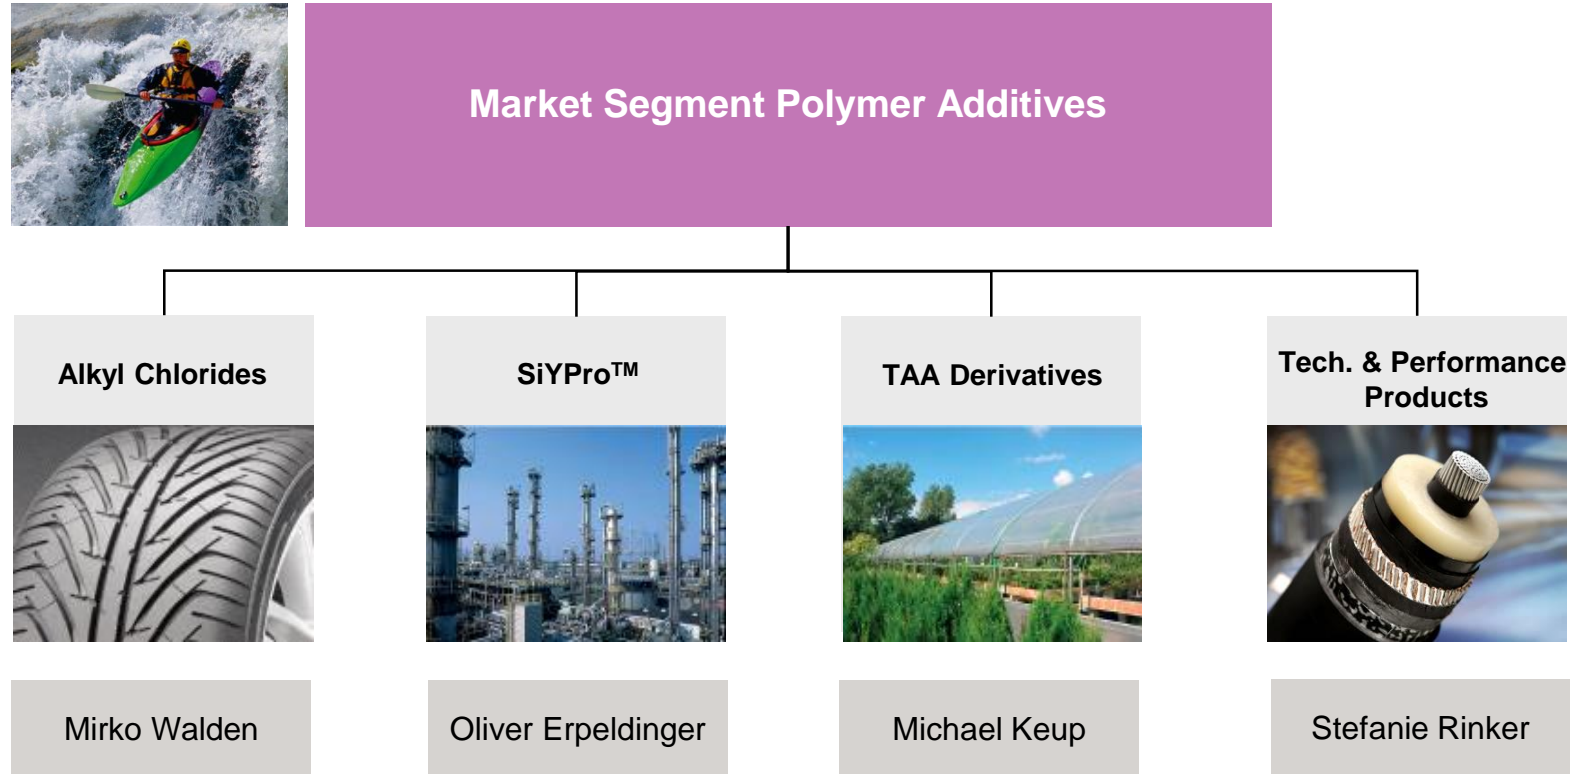 Market Segment Polymer Additives
Alkyl Chlorides
SiYPro™
TAA Derivatives
Tech. & Performance
Products
Mirko Walden
Oliver Erpeldinger
Michael Keup
Stefanie Rinker